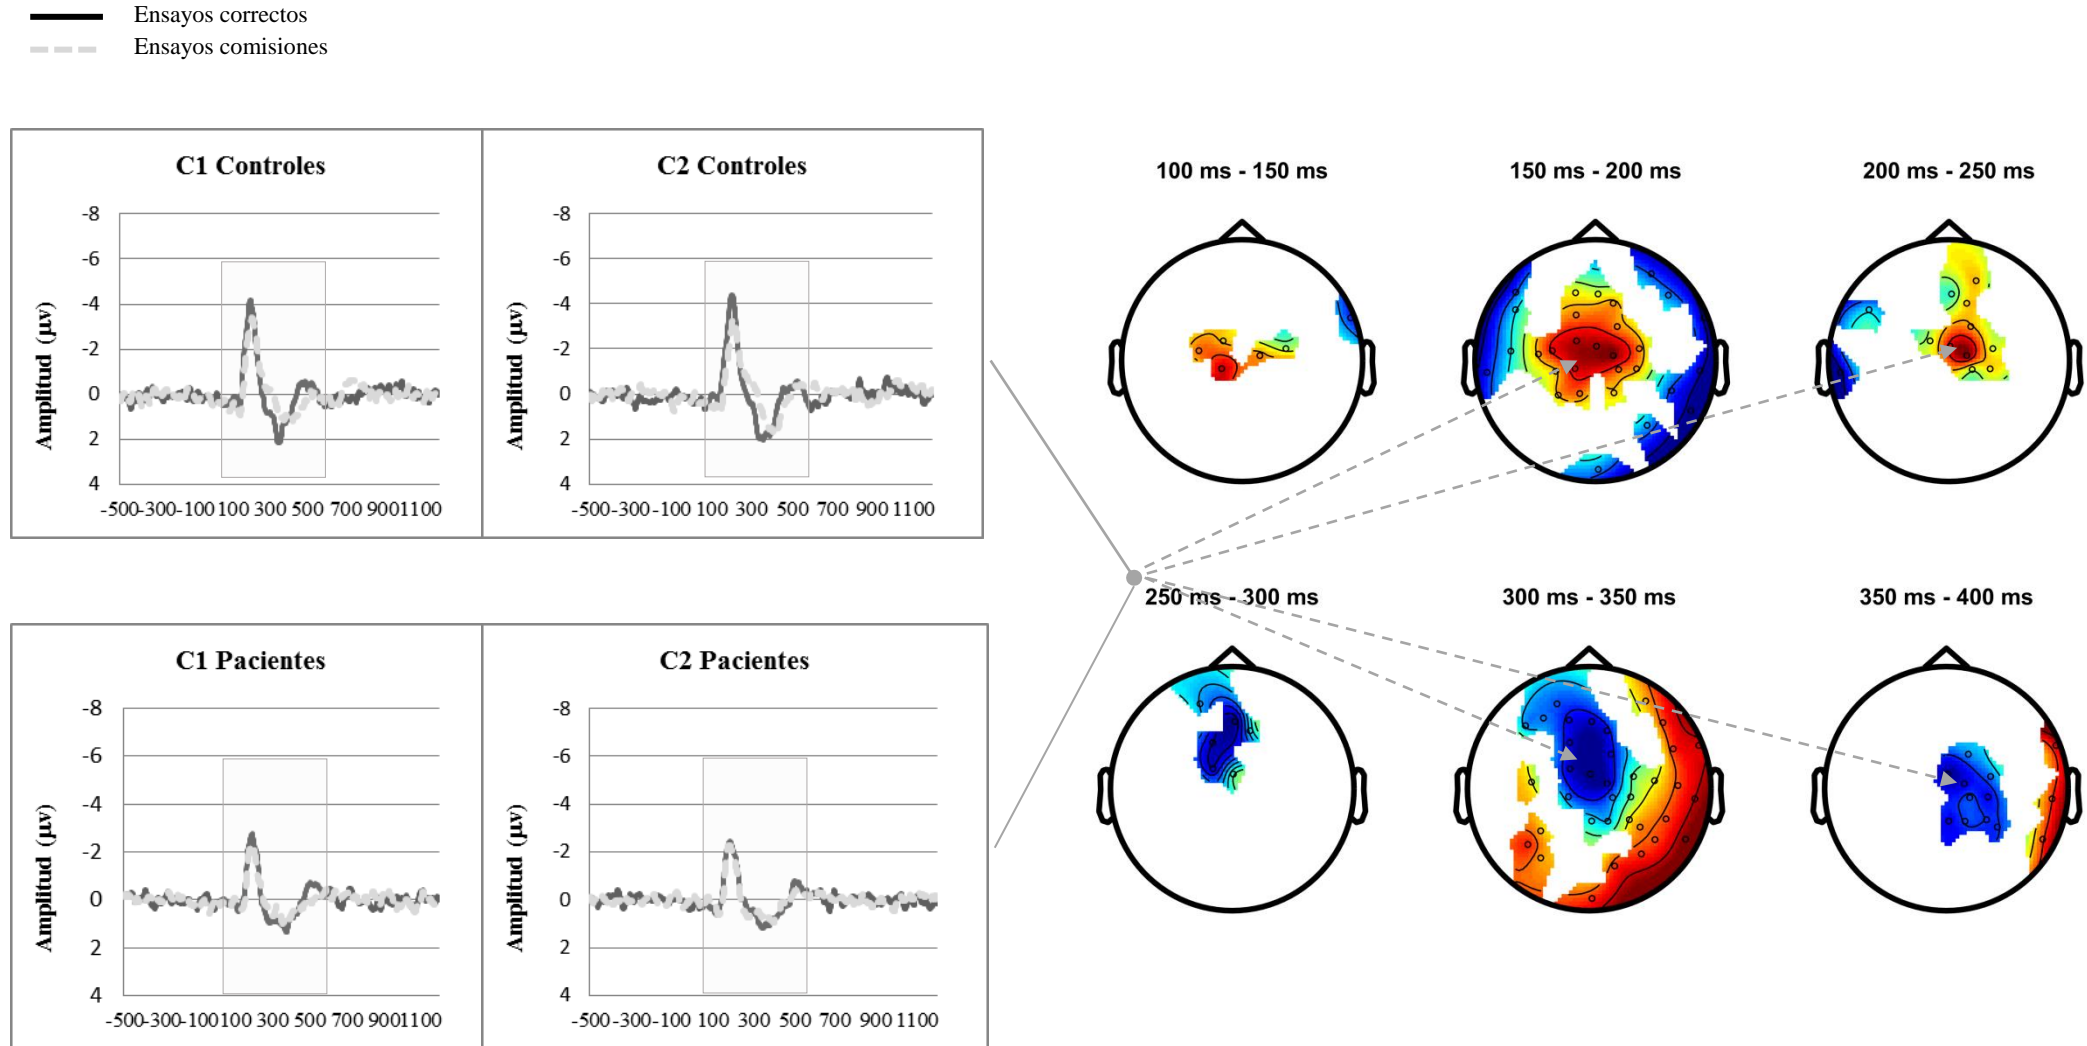 Ensayos correctos
Ensayos comisiones
C1 Controles
-8
-6
-4
-2
0
2
4
Amplitud (µv)
-500-300-100 100 300 500 700 9001100
C2 Controles
-8
-6
-4
-2
0
2
4
Amplitud (µv)
-500-300-100 100 300 500 700 900 1100
100 ms - 150 ms
150 ms - 200 ms
200 ms - 250 ms
250 ms - 300 ms
300 ms - 350 ms
350 ms - 400 ms
C1 Pacientes
-8
-6
-4
-2
0
2
4
Amplitud (µv)
-500-300-100100 300 500 700 9001100
C2 Pacientes
-8
-6
-4
-2
0
2
4
Amplitud (µv)
-500-300-100 100 300 500 700 900 1100